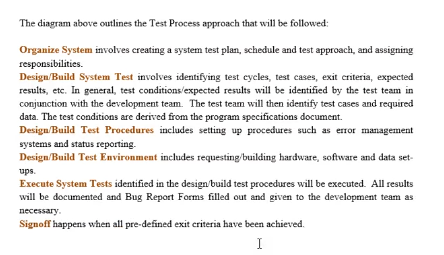 The diagram above outlines the Test Process approach that will be followed:
Organize System involves creating a system test plan, schedule and test approach, and assigning
responsibilities.
Design/Build System Test involves identifying test cycles, test cases, exit criteria, expected
results, etc. In general, test conditions/expected results will be identified by the test team in
conjunction with the development team. The test team will then identify test cases and required
data. The test conditions are derived from the program specifications document.
Design/Build Test Procedures includes setting up procedures such as error management
systems and status reporting.
Design/Build Test Environment includes requesting/building hardware, software and data set-
ups.
Execute System Tests identified in the design/build test procedures will be executed. All results
will be documented and Bug Report Forms filled out and given to the development team as
necessary.
Signoff happens when all pre-defined exit criteria have been achieved.